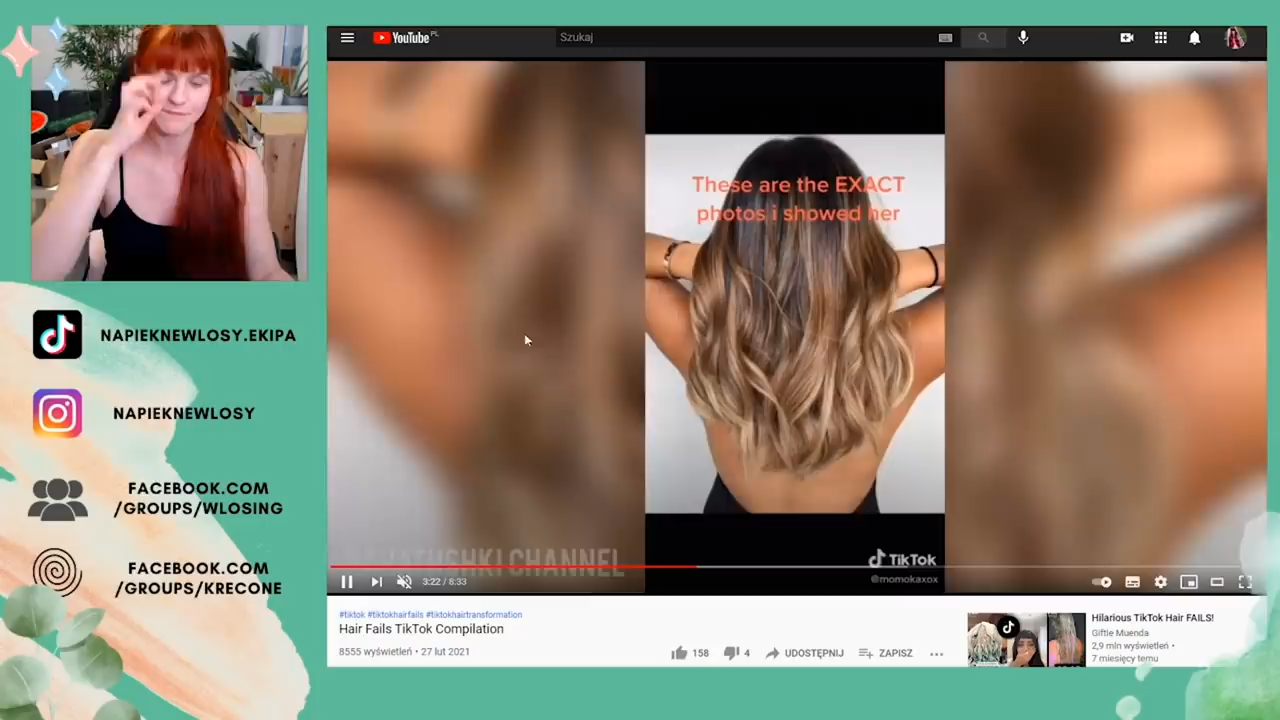 NAPIEKNEWLOSY.EKIPA
NAPIEKNEWLOSY
FACEBOOK.COM
/GROUPS/WLOSING
FACEBOOK.COM
/GROUPS/KRECONE
YouTube PL
Szukaj
These are the EXACT
photos i showed her
CHANNEL
TikTok
@momokaxox
3:22 / 8:33
#tiktok #tiktokhairfails #tiktokhairtransformation
Hair Fails TikTok Compilation
8555 wyświetleń • 27 lut 2021
158
4
UDOSTĘPNIJ
ZAPISZ
Hilarious TikTok Hair FAILS!
Giftie Muenda
2,9 mln wyświetleń •
7 miesięcy temu